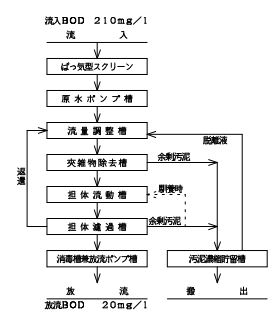 流入BOD 210mg/l
流 入
ばっ気型スクリーン
原水ポンプ槽
流量調整槽
脱離液
夾雑物除去槽
余剰汚泥
返送
担体流動槽
担体濾過槽
余剰汚泥
消毒槽兼放流ポンプ槽
汚泥濃縮貯留槽
放 流
搬 出
放流BOD 20mg/l